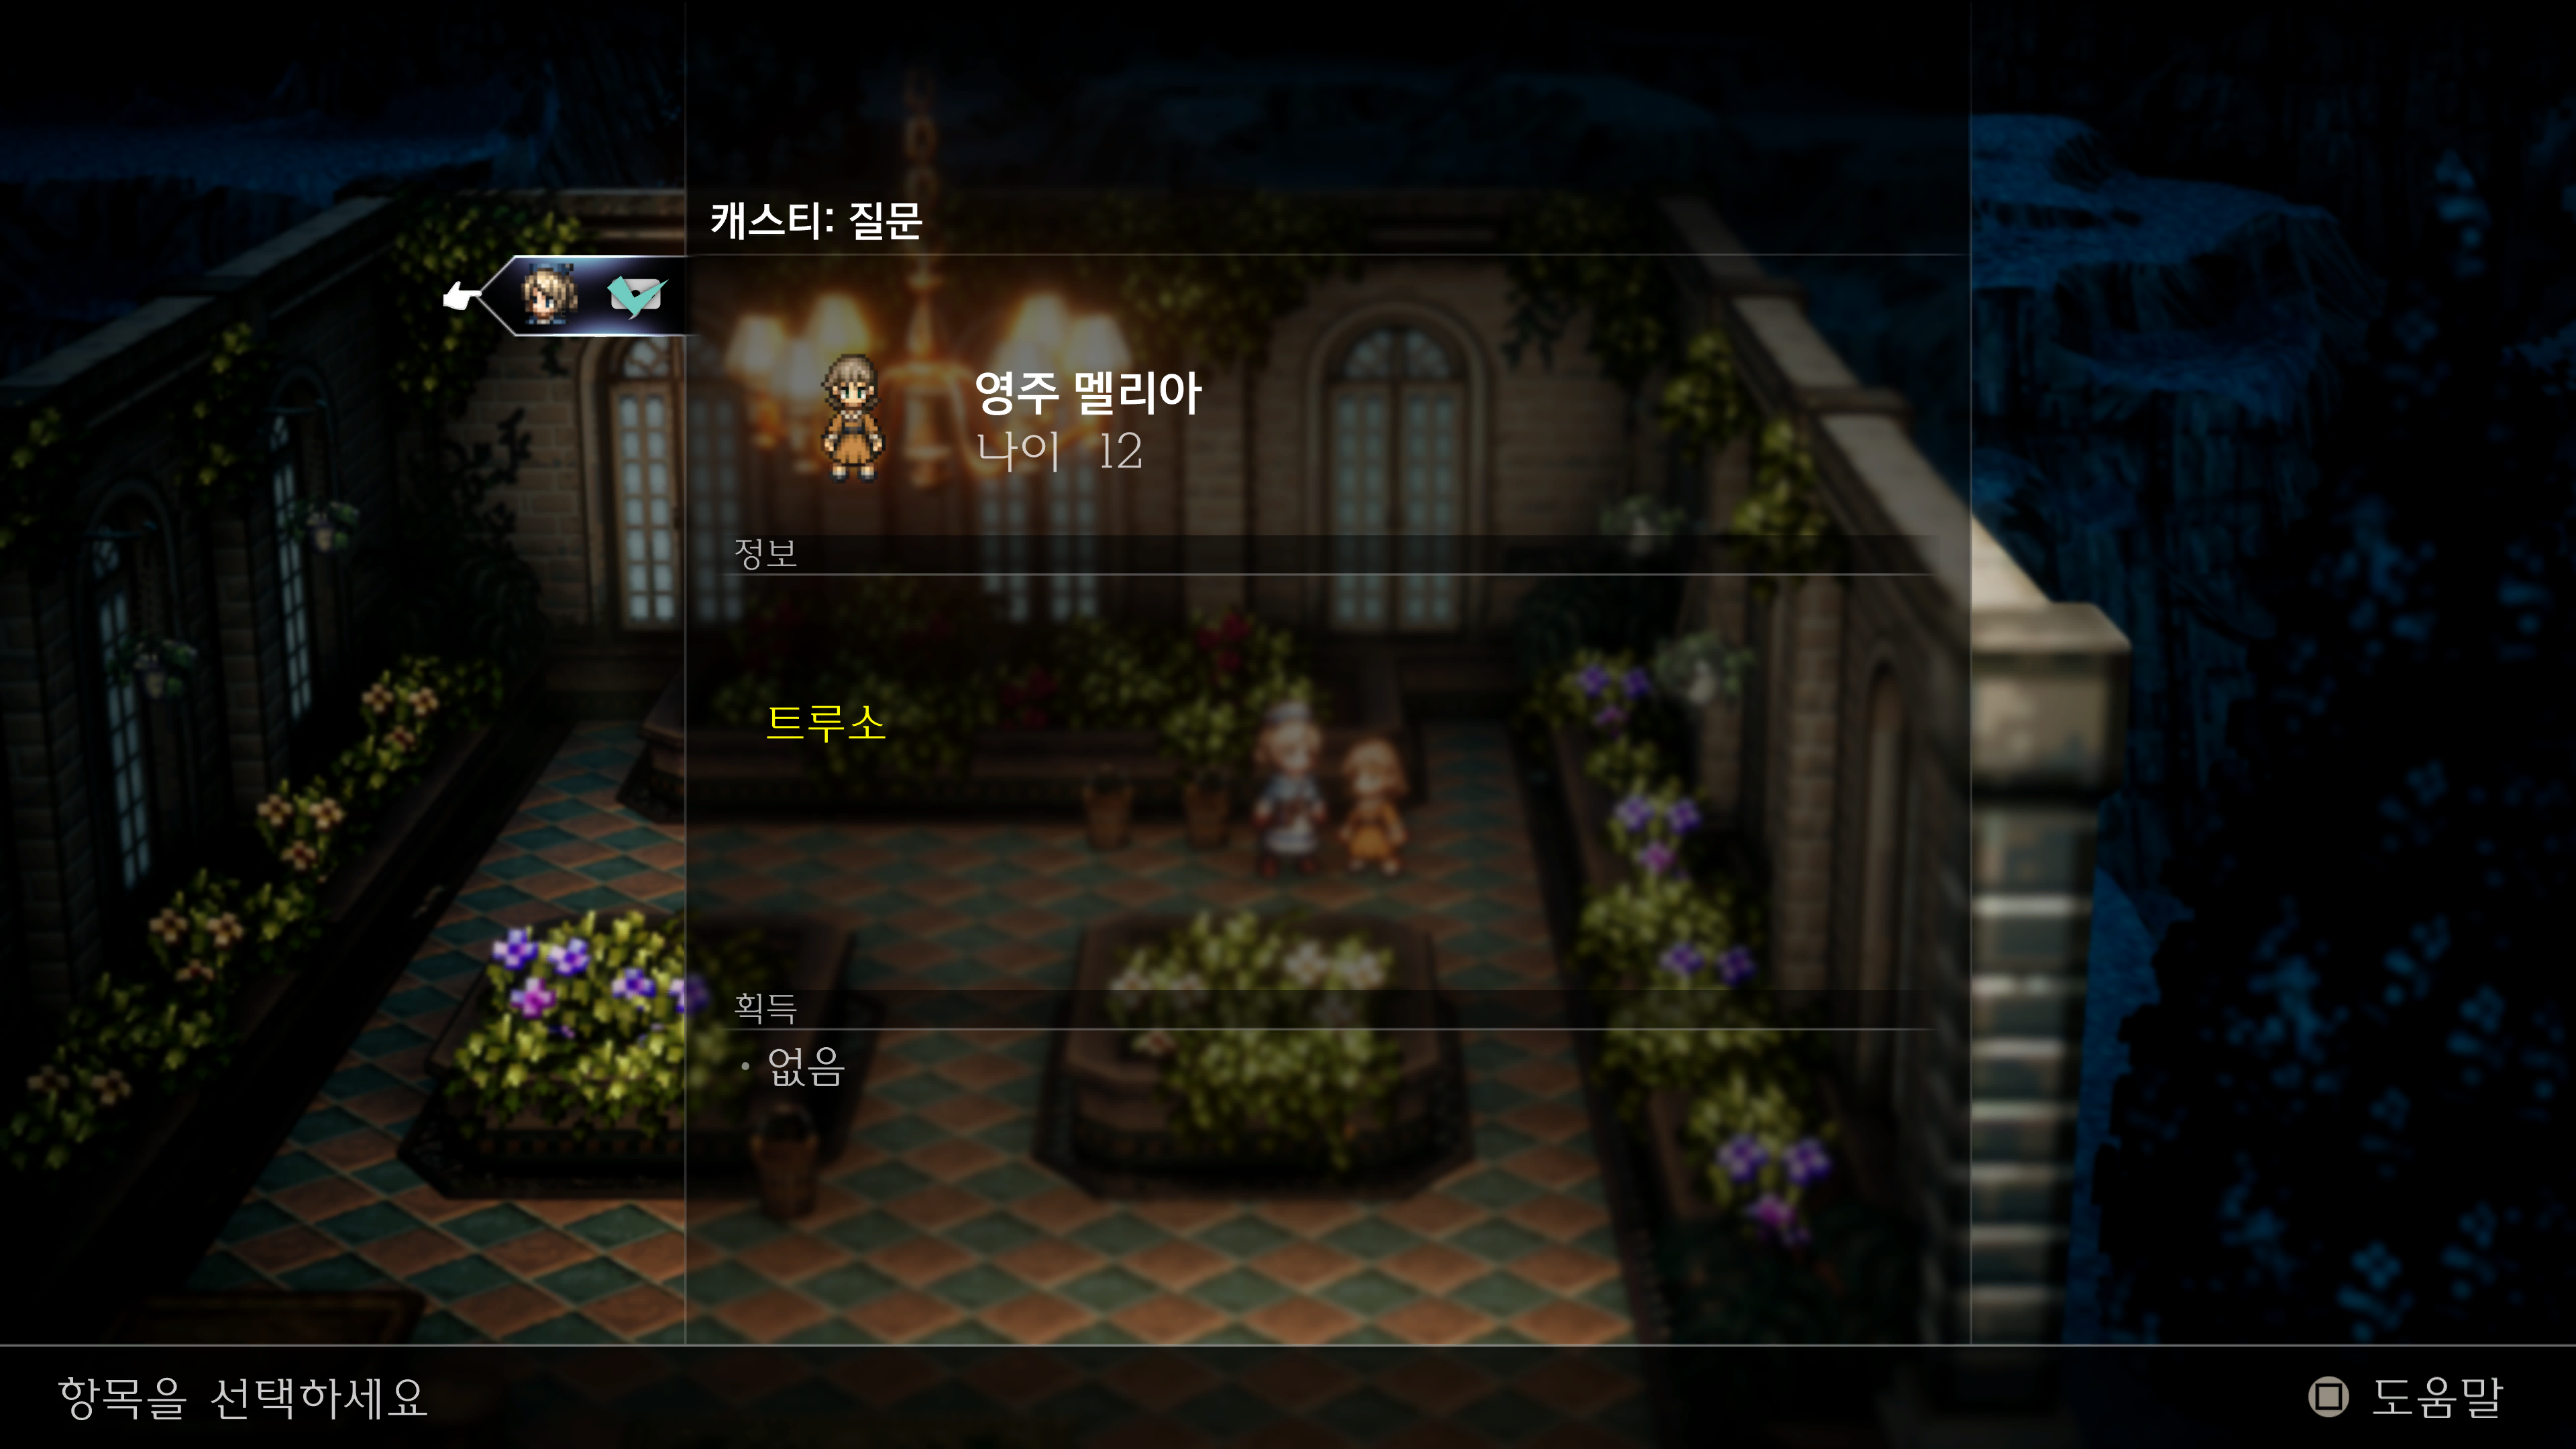 캐스티: 질문
영주 멜리아
나이 12
정보
트루소
획득
• 없음
항목을 선택하세요
도움말